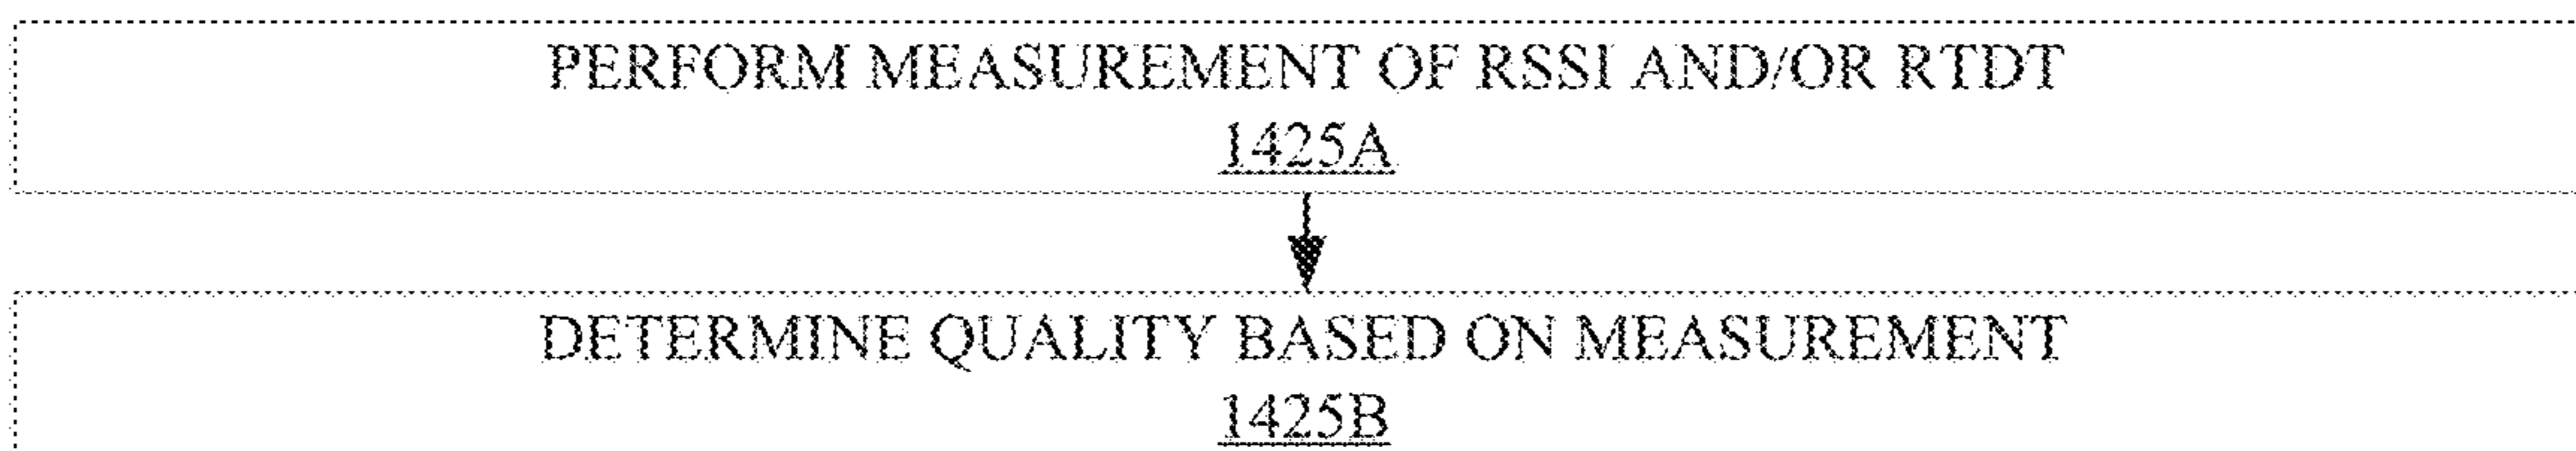 PERFORM MEASUREMENT OF RSSI AND/OR RTDT
1425A
DETERMINE QUALITY BASED ON MEASUREMENT
1425B